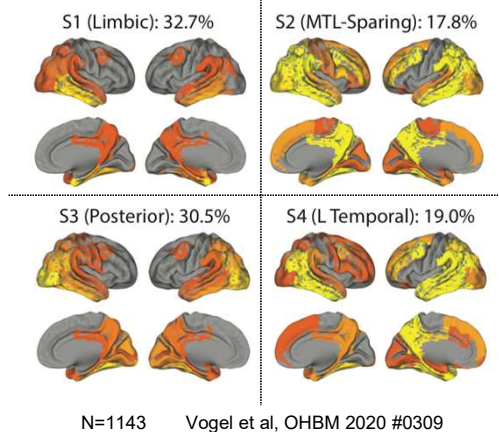 S1 (Limbic): 32.7%
S2 (MTL-Sparing): 17.8%
S3 (Posterior): 30.5%
S4 (L Temporal): 19.0%
N=1143 Vogel et al, OHBM 2020 #0309